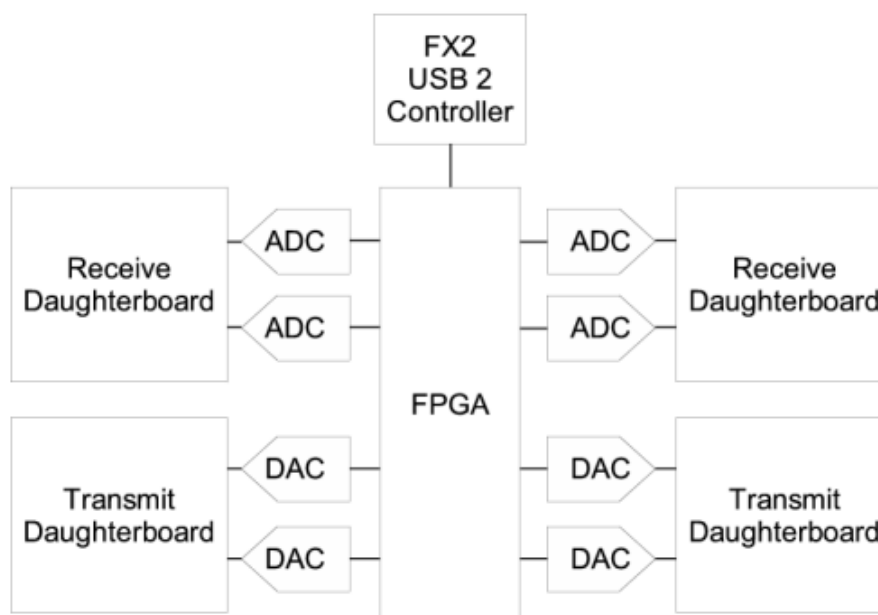 FX2
USB 2
Controller
Receive
Daughterboard
ADC
ADC
ADC
ADC
Receive
Daughterboard
FPGA
Transmit
Daughterboard
DAC
DAC
DAC
DAC
Transmit
Daughterboard